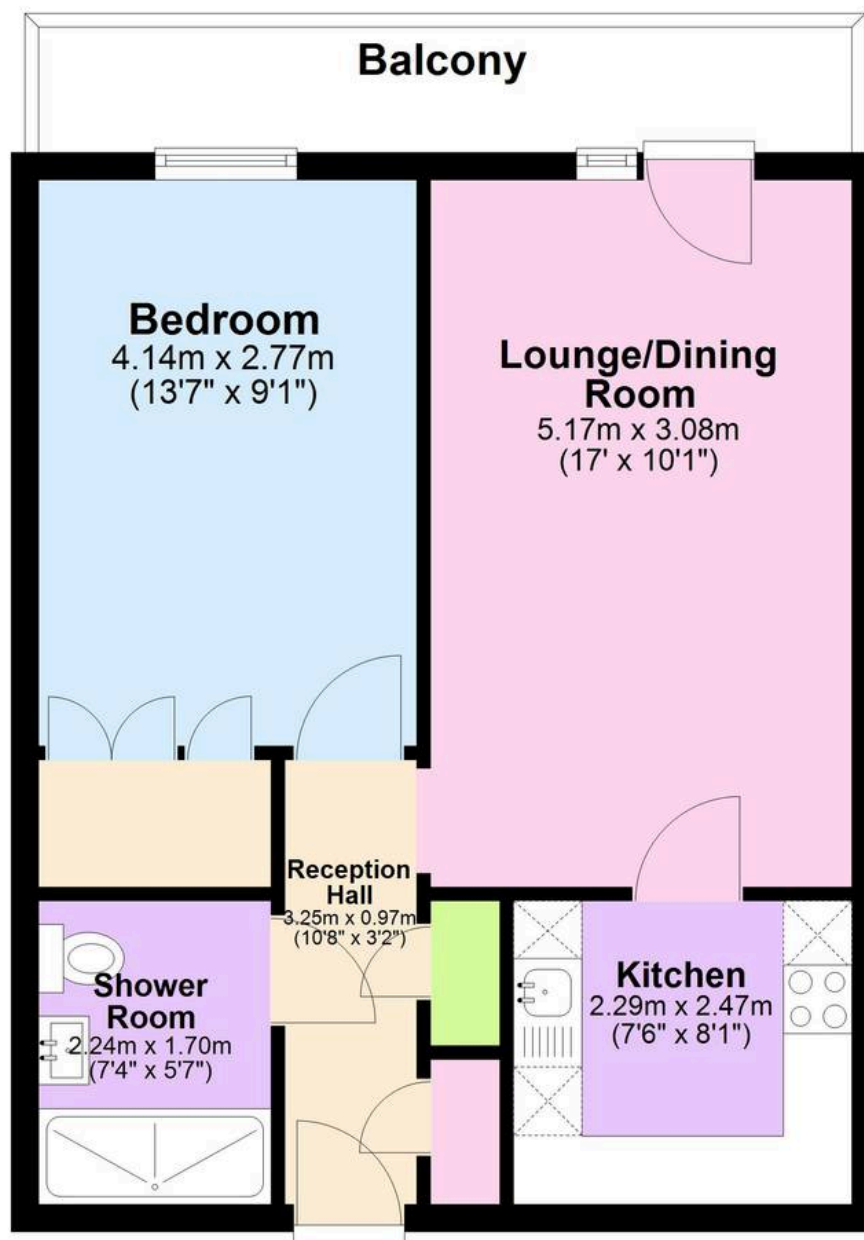 Balcony
Bedroom
4.14m x 2.77m
(13'7" x 9'1")
Lounge/Dining
Room
5.17m x 3.08m
(17' x 10'1")
Reception
Hall
3.25m x 0.97m
(10'8" x 3'2")
Shower
Room
2.24m x 1.70m
(7'4" x 5'7")
Kitchen
2.29m x 2.47m
(7'6" x 8'1")